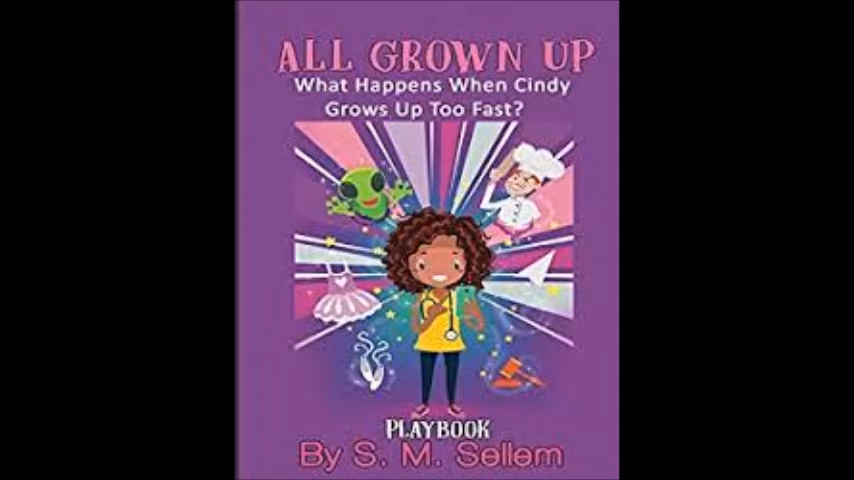 ALL GROWN UP
What Happens When Cindy
Grows Up Too Fast?
PLAYBOOK
By S. M. Sellem